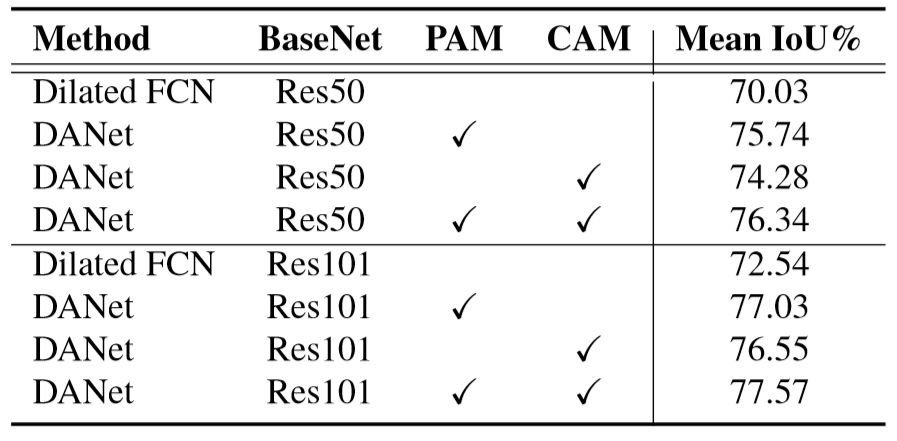 Method BaseNet PAM CAM Mean IoU%
Dilated FCN Res50 70.03
DANet Res50 ✓ 75.74
DANet Res50 ✓ 74.28
DANet Res50 ✓ ✓ 76.34
Dilated FCN Res101 72.54
DANet Res101 ✓ 77.03
DANet Res101 ✓ 76.55
DANet Res101 ✓ ✓ 77.57